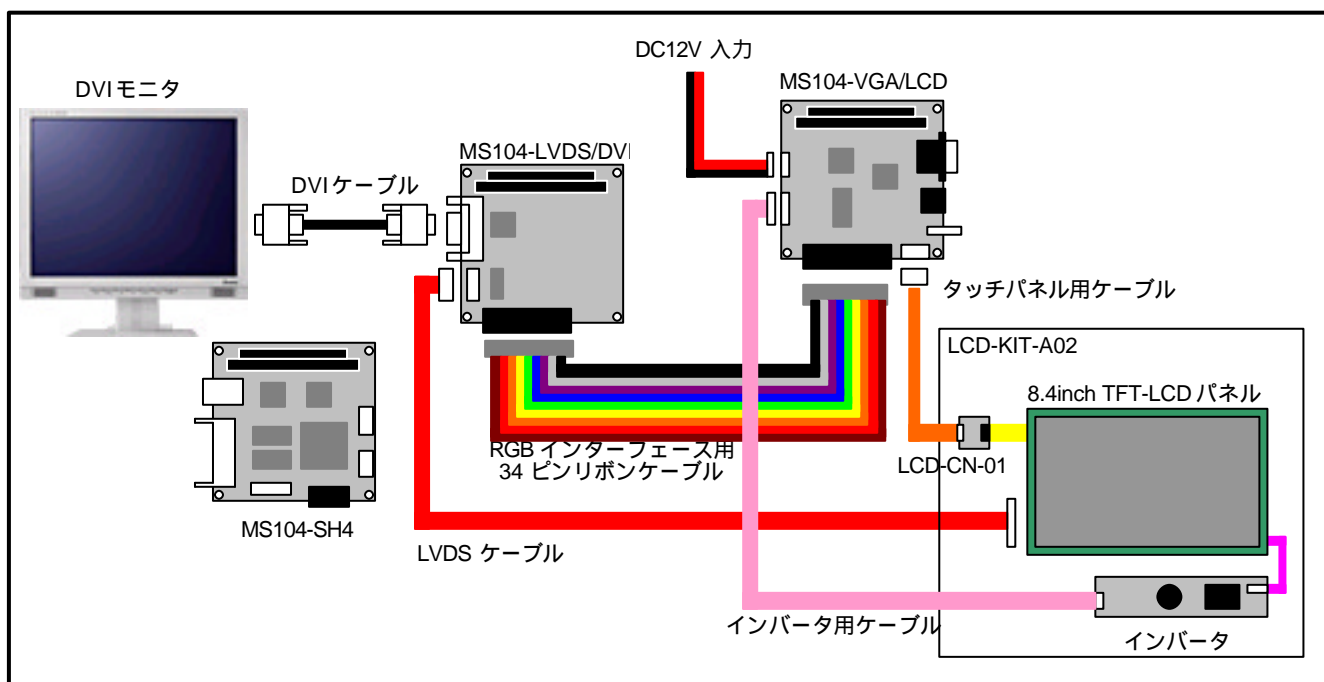 DC12V 入力
DVIモニタ
MS104-VGA/LCD
MS104-LVDS/DVI
DVIケーブル
タッチパネル用ケーブル
LCD-KIT-A02
8.4inch TFT-LCDパネル
RGB インターフェース用
34 ピンリボンケーブル
LCD-CN-01
MS104-SH4
LVDS ケーブル
インバータ用ケーブル
インバータ